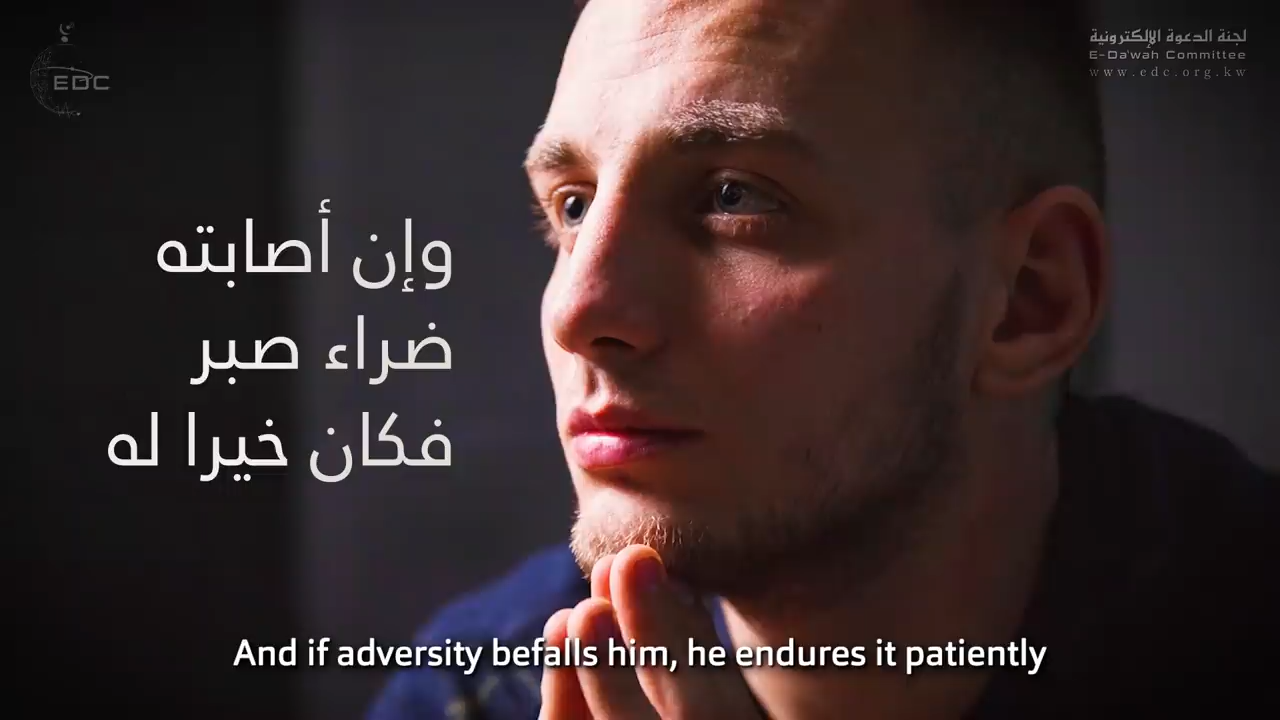 EDC
لجنة الدعوة الإلكترونية
E-Da'wah Committee
www.edc.org.kw
وإن أصابته
ضراء صبر
فكان خيرا له
And if adversity befalls him, he endures it patiently